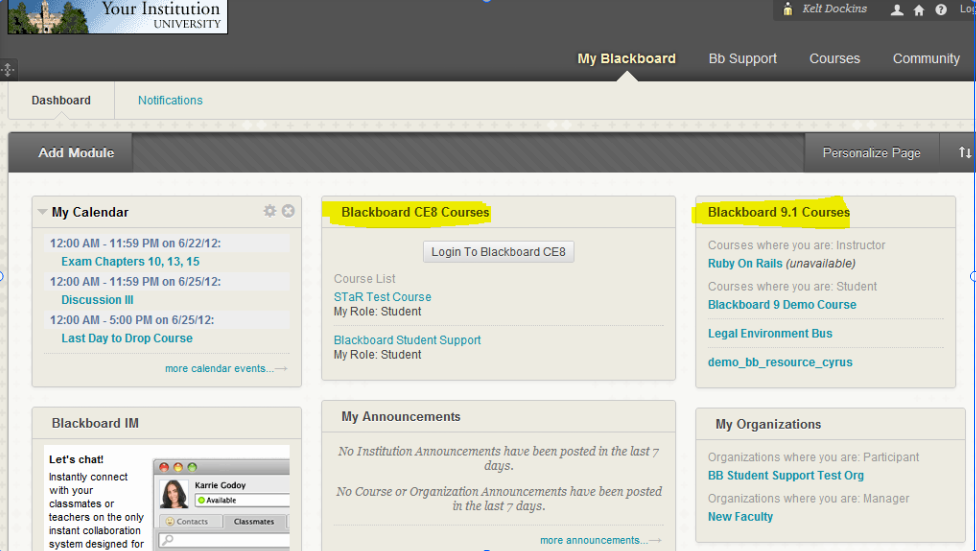 Your Institution
UNIVERSITY
Kelt Dockins
My Blackboard
Bb Support
Courses
Community
Dashboard
Notifications
Add Module
Personalize Page
My Calendar
12:00 AM - 11:59 PM on 6/22/12:
Exam Chapters 10, 13, 15
12:00 AM - 11:59 PM on 6/25/12:
Discussion III
12:00 AM - 5:00 PM on 6/25/12:
Last Day to Drop Course
more calendar events...
Blackboard IM
Let's chat!
Instantly connect
with your
classmates or
teachers on the only
instant collaboration
system designed for
Karrie Godoy
Available
Contacts
Classmates
Blackboard CE8 Courses
Login To Blackboard CE8
Course List
STaR Test Course
My Role: Student
Blackboard Student Support
My Role: Student
My Announcements
No Institution Announcements have been posted in the last 7
days.
No Course or Organization Announcements have been posted
in the last 7 days.
more announcements...
Blackboard 9.1 Courses
Courses where you are: Instructor
Ruby On Rails (unavailable)
Courses where you are: Student
Blackboard 9 Demo Course
Legal Environment Bus
demo_bb_resource_cyrus
My Organizations
Organizations where you are: Participant
BB Student Support Test Org
Organizations where you are: Manager
New Faculty